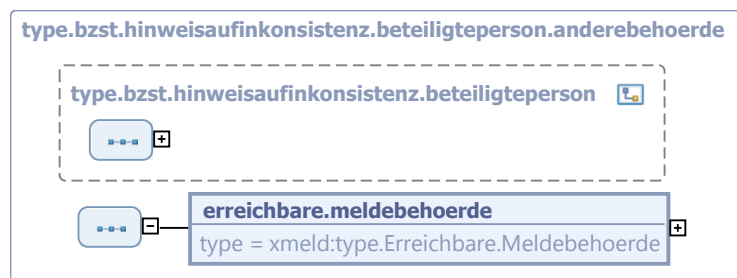 type.bzst.hinweisaufinkonsistenz.beteiligteperson.anderebehoerde
type.bzst.hinweisaufinkonsistenz.beteiligteperson
erreichbare.meldebehoerde
type = xmeld:type.Erreichbare.Meldebehoerde